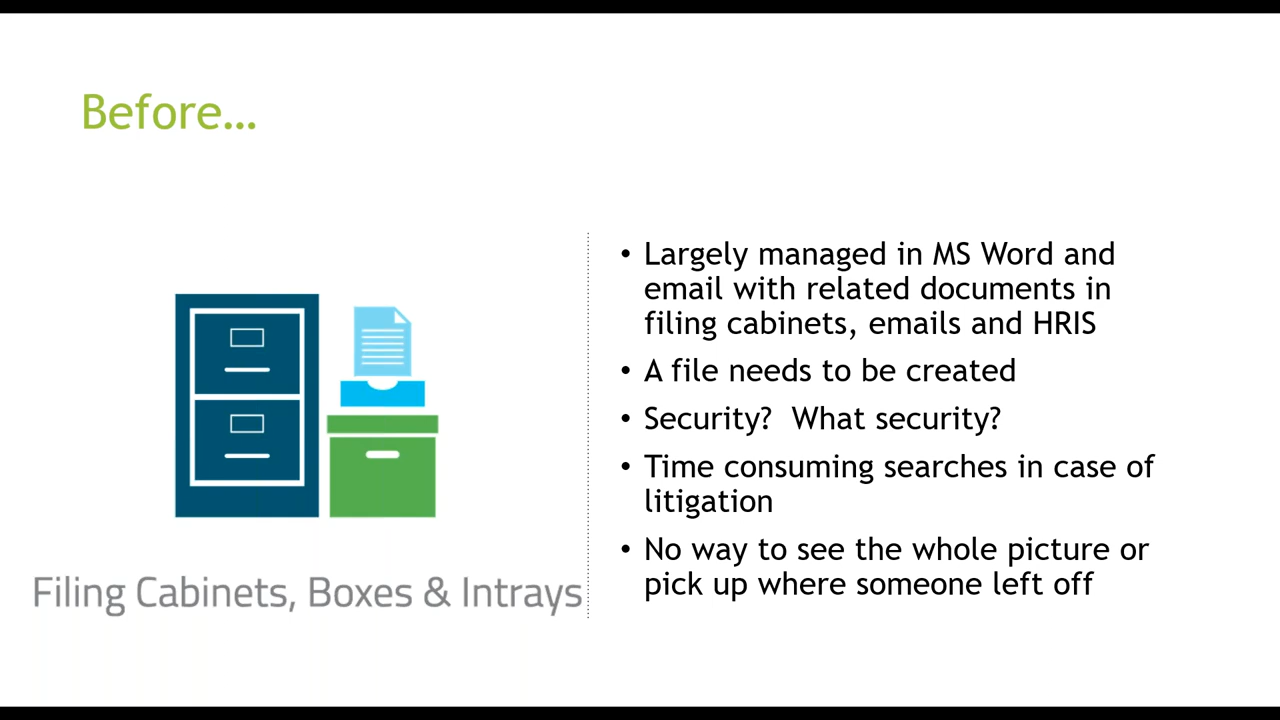 Before...
Largely managed in MS Word and
email with related documents in
filing cabinets, emails and HRIS
A file needs to be created
Security?  What security?
Time consuming searches in case of
litigation
No way to see the whole picture or
pick up where someone left off
Filing Cabinets, Boxes & Intrays